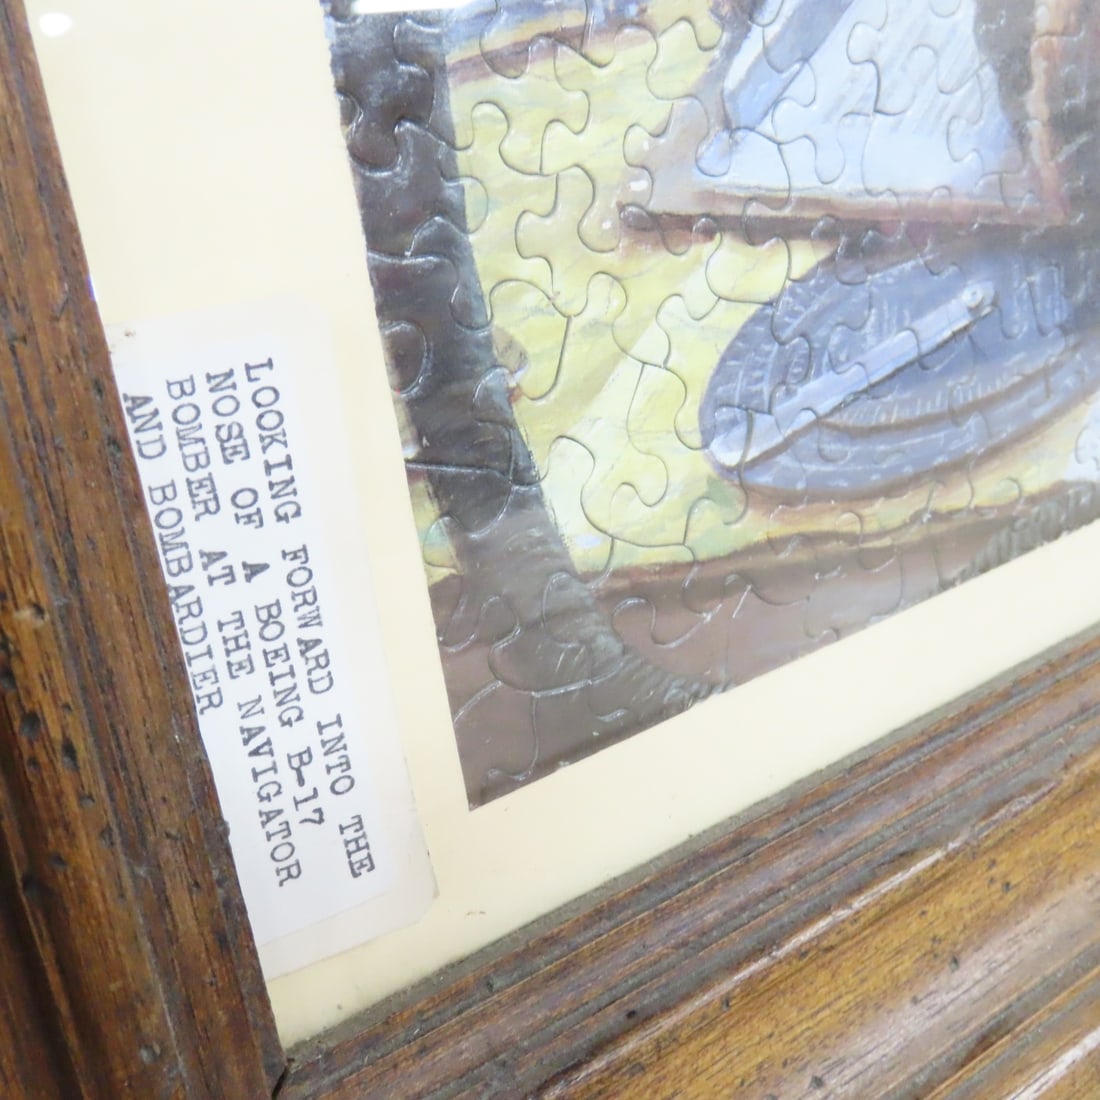 LOOKING FORWARD INTO THE
NOSE OF A BOEING B-17
BOMBER AT THE NAVIGATOR
AND BOMBARDIER